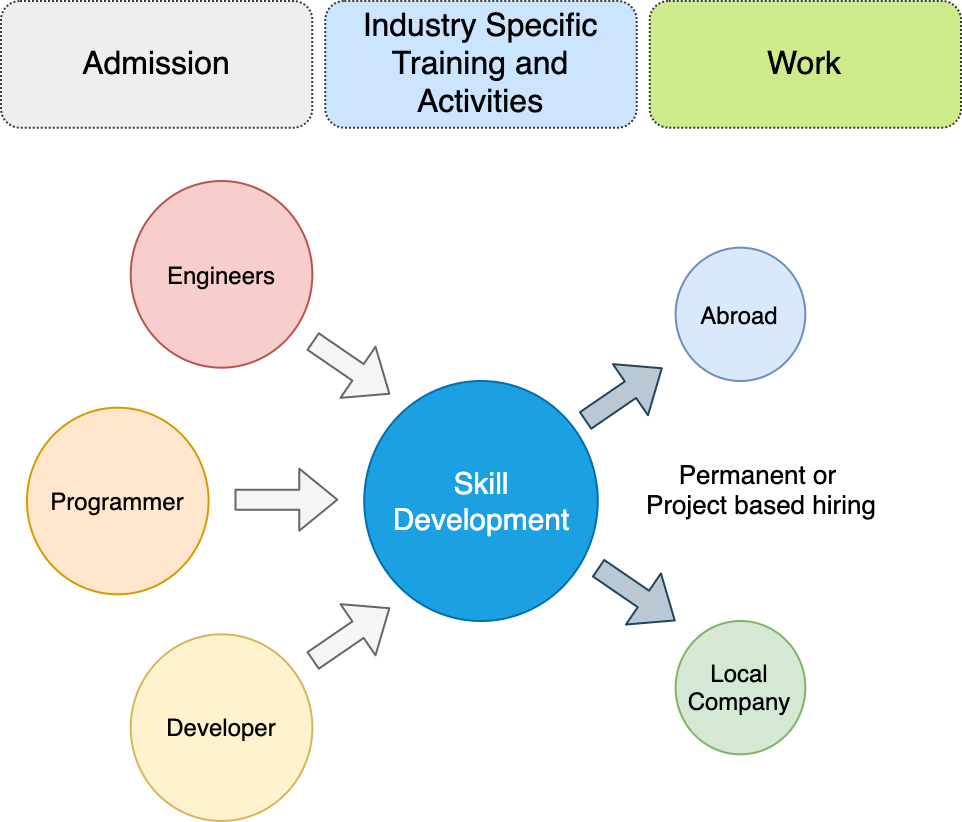 Admission
Industry Specific
Training and
Activities
Work
Engineers
Abroad
Programmer
Skill
Development
Permanent or
Project based hiring
Developer
Local
Company